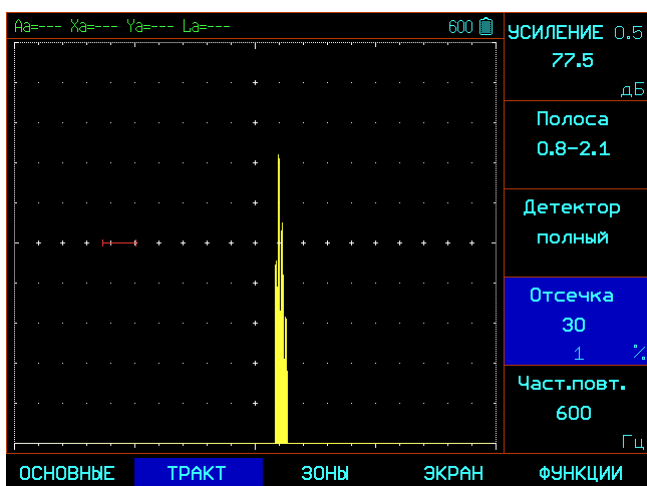 Aa=--- Xa=--- Ya=--- La=--- 600
УСИЛЕНИЕ 0.5
77.5
дБ
Полоса
0.8-2.1
Детектор
полный
Отсечка
30
1 %
Част.повт.
600
Гц
ОСНОВНЫЕ ТРАКТ ЗОНЫ ЭКРАН ФУНКЦИИ